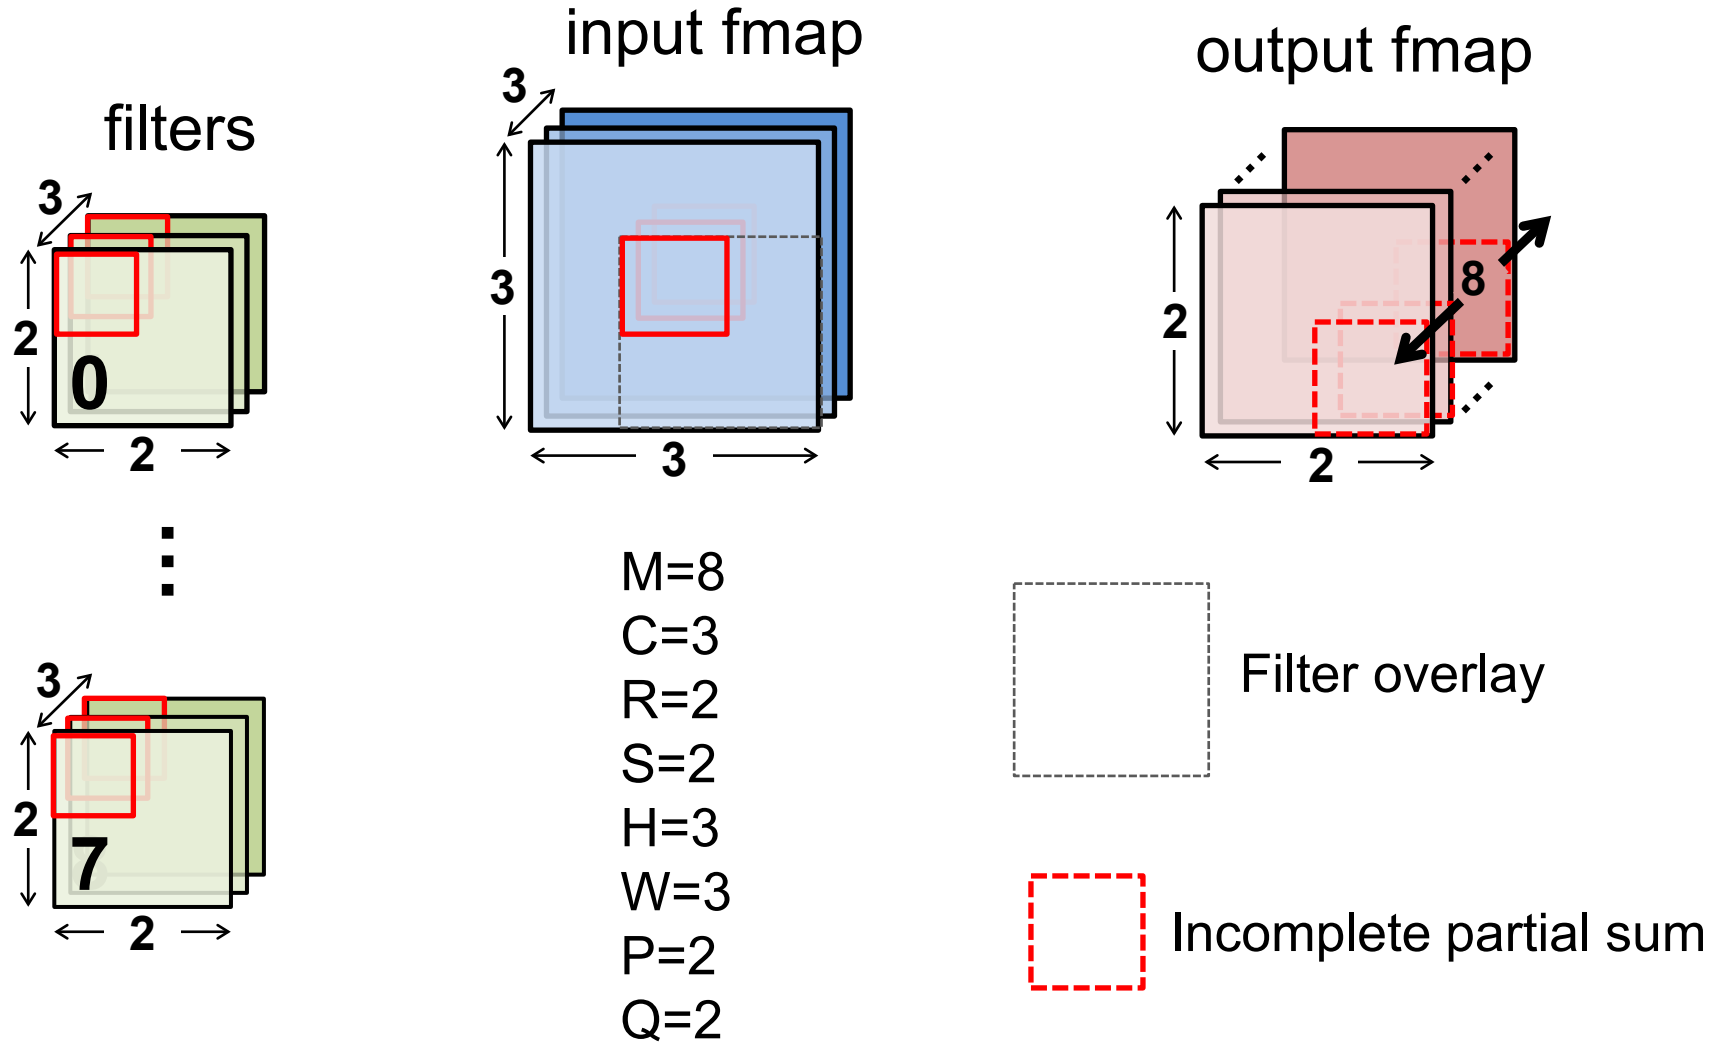 input fmap
output fmap
filters
3
2
0
2
3
3
3
2
8
2
3
2
7
2
M=8
C=3
R=2
S=2
H=3
W=3
P=2
Q=2
Filter overlay
Incomplete partial sum